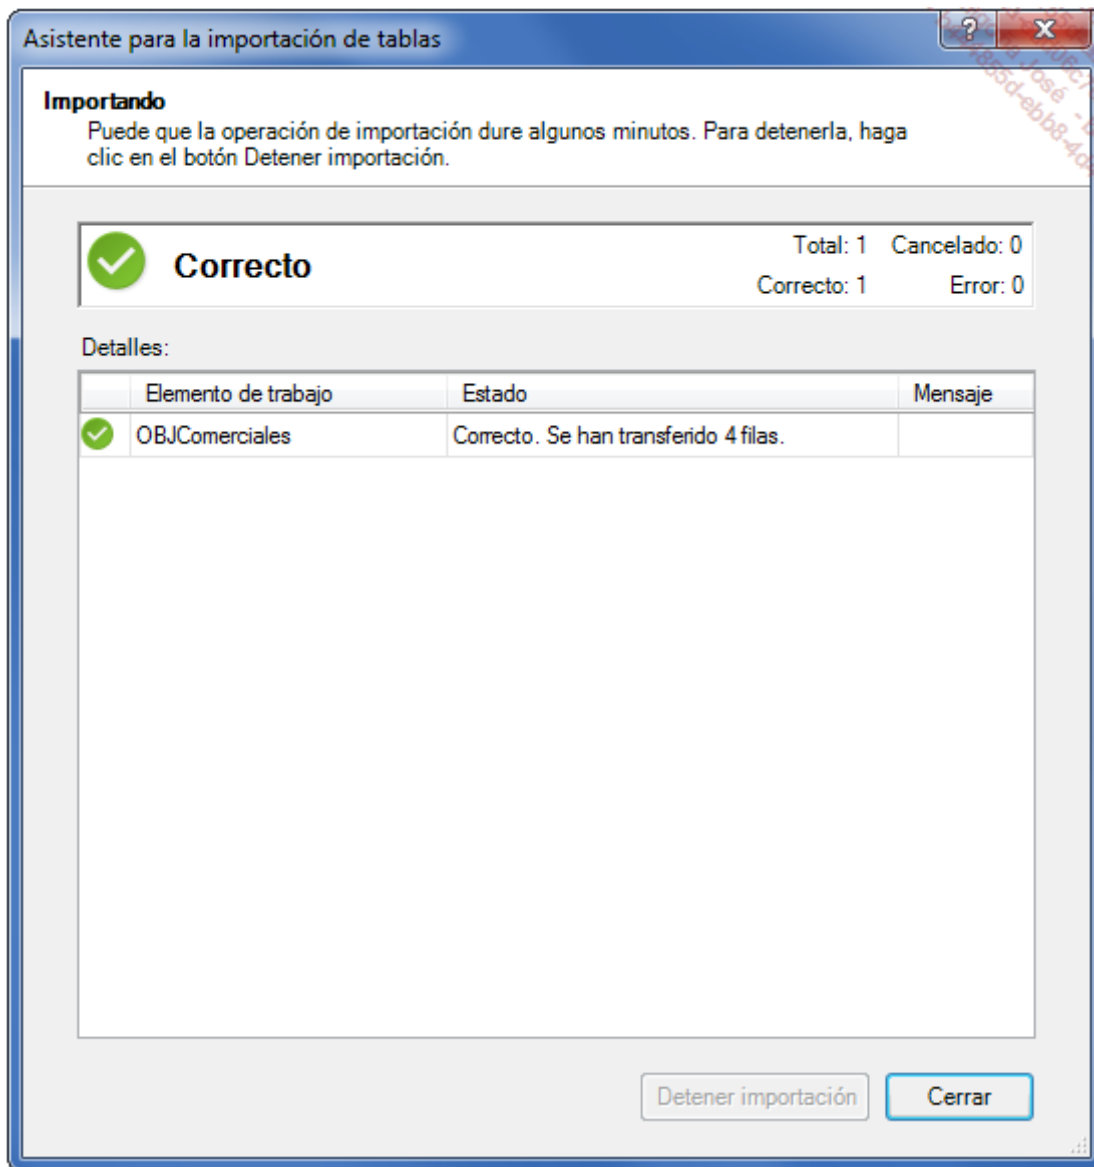 Asistente para la importación de tablas
Importando
Puede que la operación de importación dure algunos minutos. Para detenerla, haga
clic en el botón Detener importación.
Correcto
Total: 1 Cancelado: 0
Correcto: 1 Error: 0
Detalles:
Elemento de trabajo Estado Mensaje
OBJComerciales Correcto. Se han transferido 4 filas.
Detener importación Cerrar